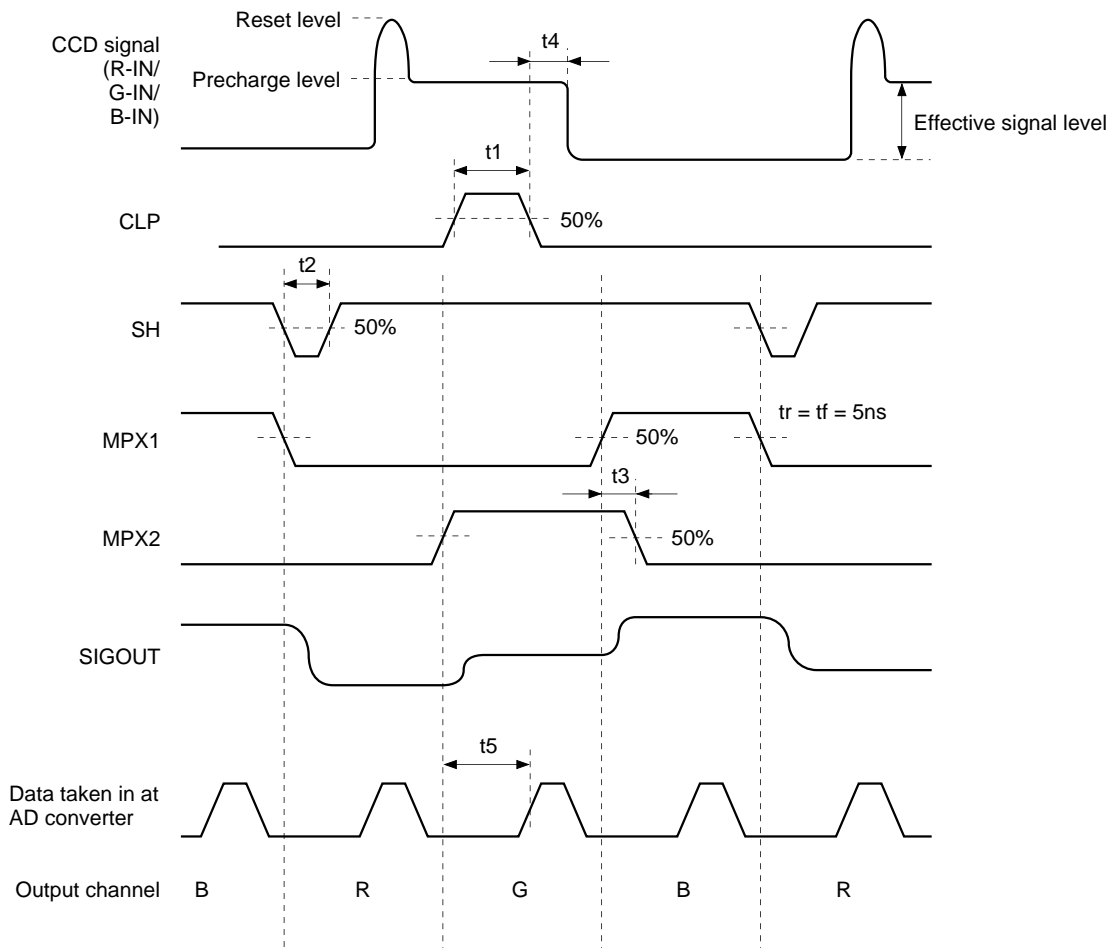 Reset level
CCD signal
(R-IN/
G-IN/
B-IN)
t4
Precharge level
Effective signal level
t1
CLP
50%
t2
SH
50%
MPX1
tr = tf = 5ns
50%
t3
MPX2
50%
SIGOUT
t5
Data taken in at
AD converter
Output channel B R G B R